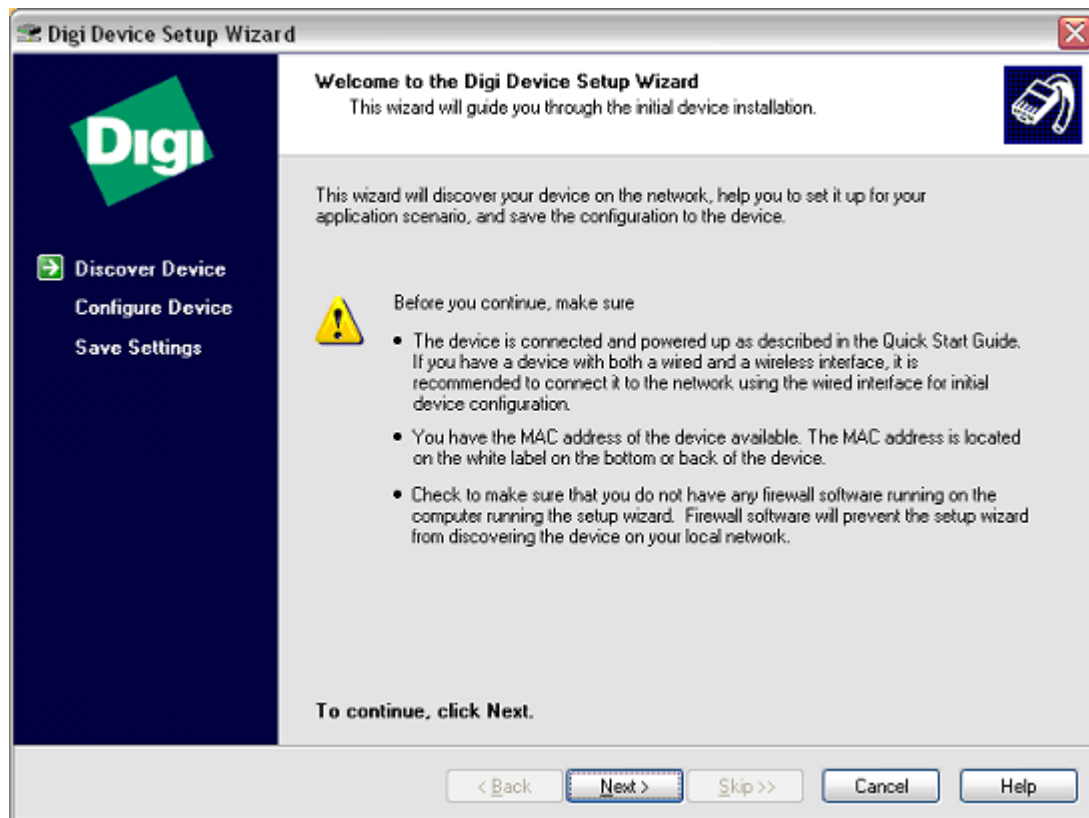 Digi Device Setup Wizard
Welcome to the Digi Device Setup Wizard
This wizard will guide you through the initial device installation.
Digi
Discover Device
Configure Device
Save Settings
This wizard will discover your device on the network, help you to set it up for your
application scenario, and save the configuration to the device.
Before you continue, make sure
• The device is connected and powered up as described in the Quick Start Guide.
If you have a device with both a wired and a wireless interface, it is
recommended to connect it to the network using the wired interface for initial
device configuration.
• You have the MAC address of the device available. The MAC address is located
on the white label on the bottom or back of the device.
• Check to make sure that you do not have any firewall software running on the
computer running the setup wizard. Firewall software will prevent the setup wizard
from discovering the device on your local network.
To continue, click Next.
< Back
Next >
Skip >>
Cancel
Help